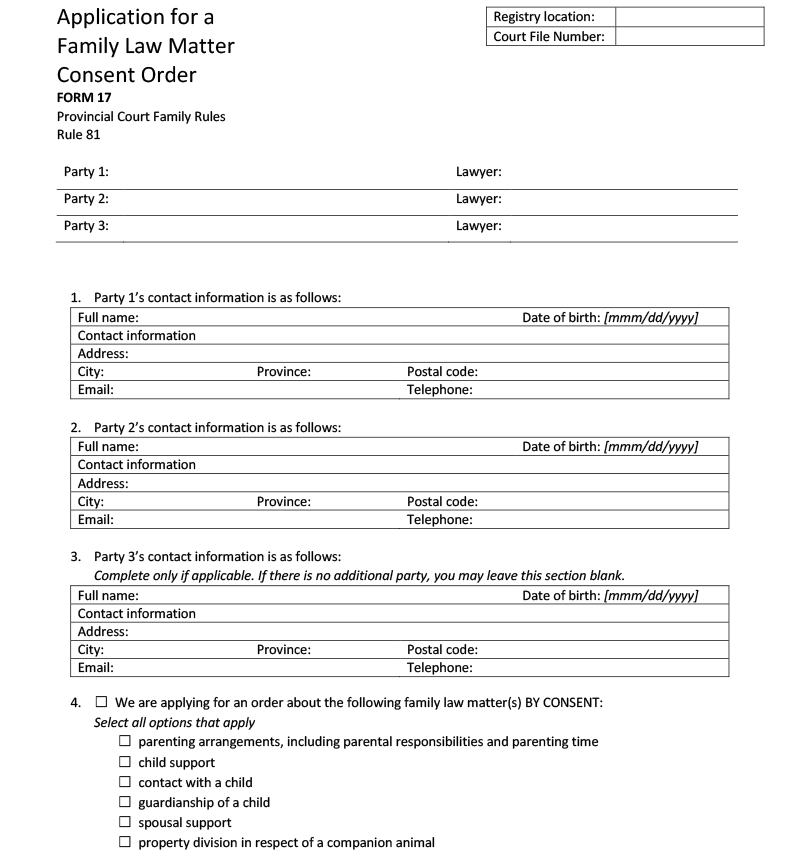 Application for a
Family Law Matter
Consent Order
FORM 17
Provincial Court Family Rules
Rule 81
Registry location:
Court File Number:
Party 1: Lawyer:
Party 2: Lawyer:
Party 3: Lawyer:
1. Party 1's contact information is as follows:
Full name: Date of birth: [mmm/dd/yyyy]
Contact information
Address:
City: Province: Postal code:
Email: Telephone:
2. Party 2's contact information is as follows:
Full name: Date of birth: [mmm/dd/yyyy]
Contact information
Address:
City: Province: Postal code:
Email: Telephone:
3. Party 3's contact information is as follows:
Complete only if applicable. If there is no additional party, you may leave this section blank.
Full name: Date of birth: [mmm/dd/yyyy]
Contact information
Address:
City: Province: Postal code:
Email: Telephone:
4. ☐ We are applying for an order about the following family law matter(s) BY CONSENT:
Select all options that apply
☐ parenting arrangements, including parental responsibilities and parenting time
☐ child support
☐ contact with a child
☐ guardianship of a child
☐ spousal support
☐ property division in respect of a companion animal